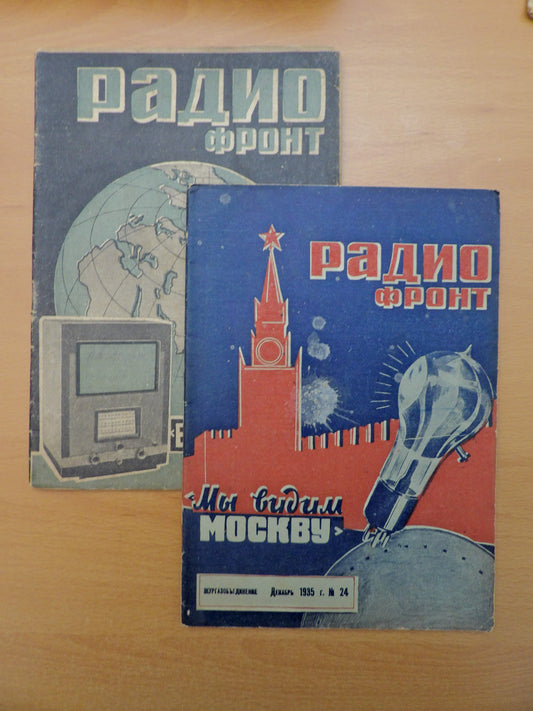 РАДИО
ФРОНТ
РАДИО
ФРОНТ
«Мы видим
МОСКВУ»
ЖУРГАЗОБЪЕДИНЕНИЕ Декабрь 1935 г. № 24